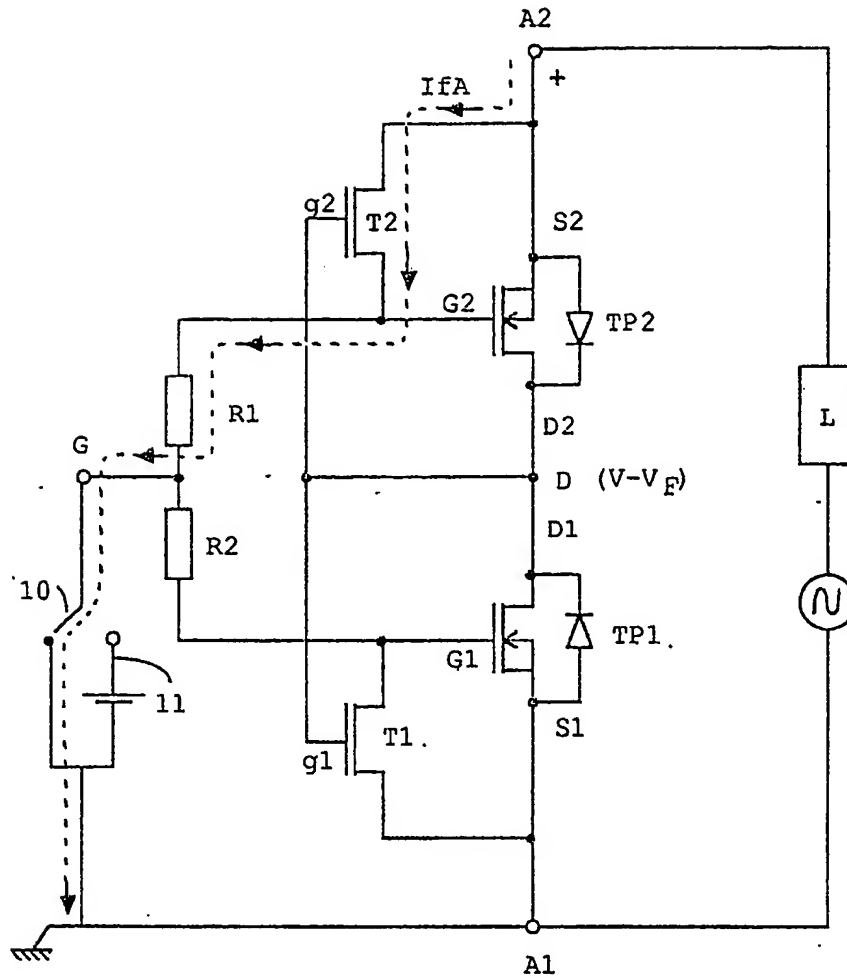 A2
+
IfA
g2
T2
S2
G2
TP2
R1
D2
L
G
D (V-VF)
D1
R2
10
TP1.
G1
11
S1
T1.
g1
A1